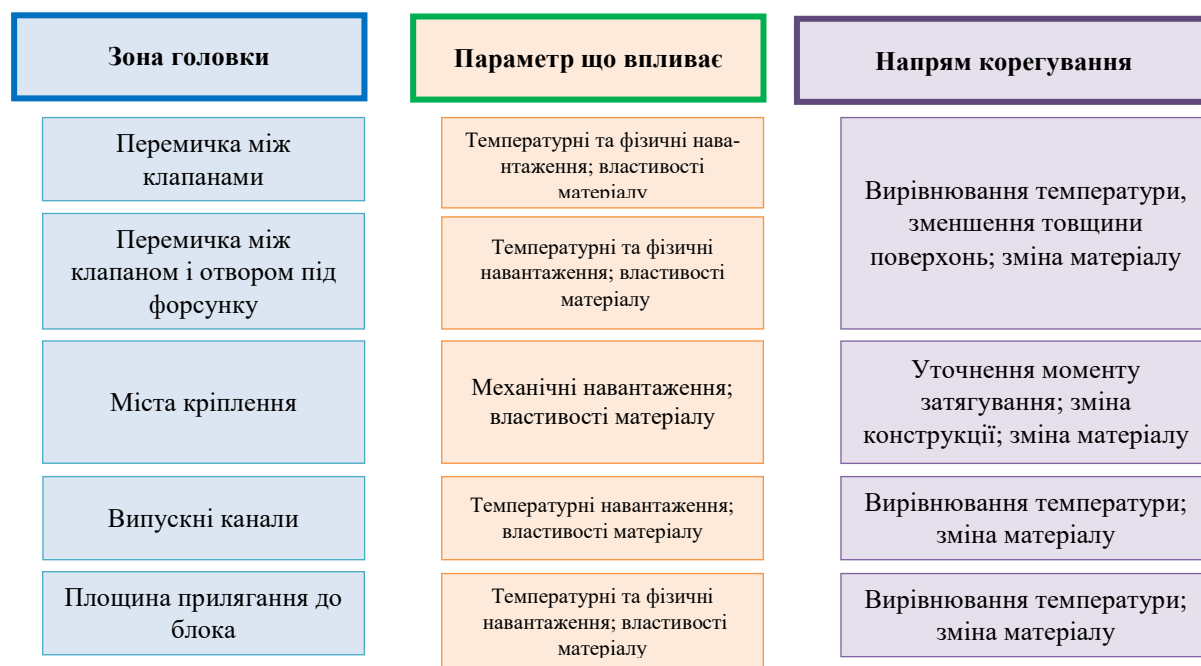 Зона головки
Параметр що впливає
Напрям корегування
Перемичка між
клапанами
Температурні та фізичні нава-
нтаження; властивості
матеріалу
Вирівнювання температури,
зменшення товщини
поверхонь; зміна матеріалу
Перемичка між
клапаном і отвором під
форсунку
Температурні та фізичні
навантаження; властивості
матеріалу
Міста кріплення
Механічні навантаження;
властивості матеріалу
Уточнення моменту
затягування; зміна
конструкції; зміна матеріалу
Випускні канали
Температурні навантаження;
властивості матеріалу
Вирівнювання температури;
зміна матеріалу
Площина прилягання до
блока
Температурні та фізичні
навантаження; властивості
матеріалу
Вирівнювання температури;
зміна матеріалу